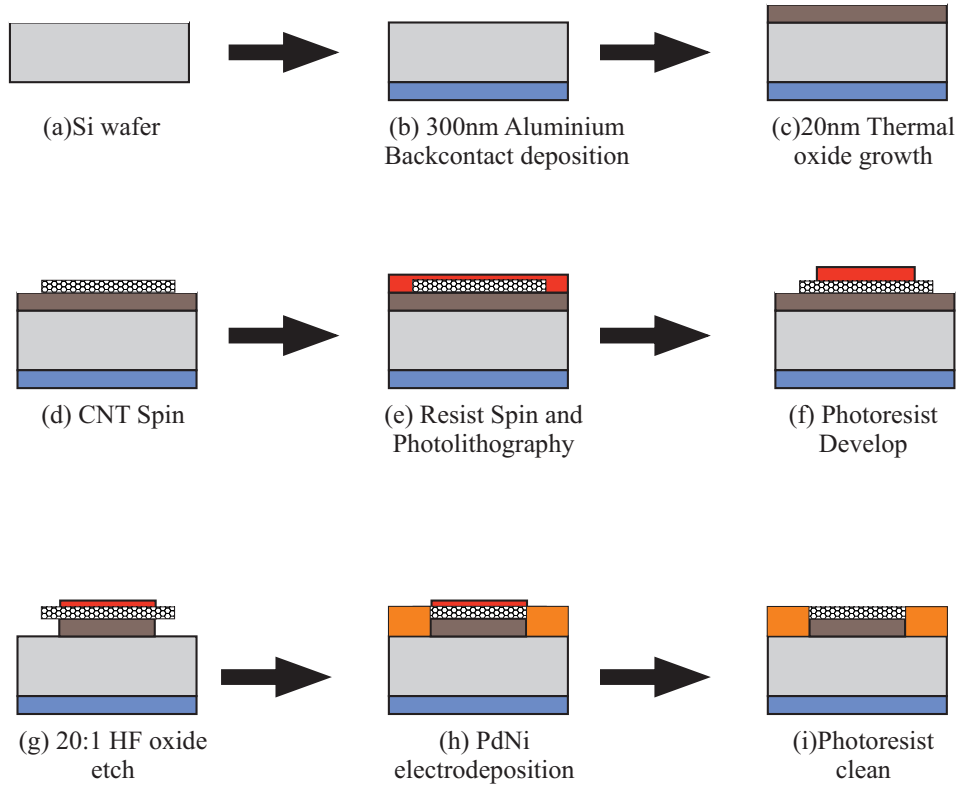 (a)Si wafer
(b) 300nm Aluminium
Backcontact deposition
(c)20nm Thermal
oxide growth
(d) CNT Spin
(e) Resist Spin and
Photolithography
(f) Photoresist
Develop
(g) 20:1 HF oxide
etch
(h) PdNi
electrodeposition
(i)Photoresist
clean